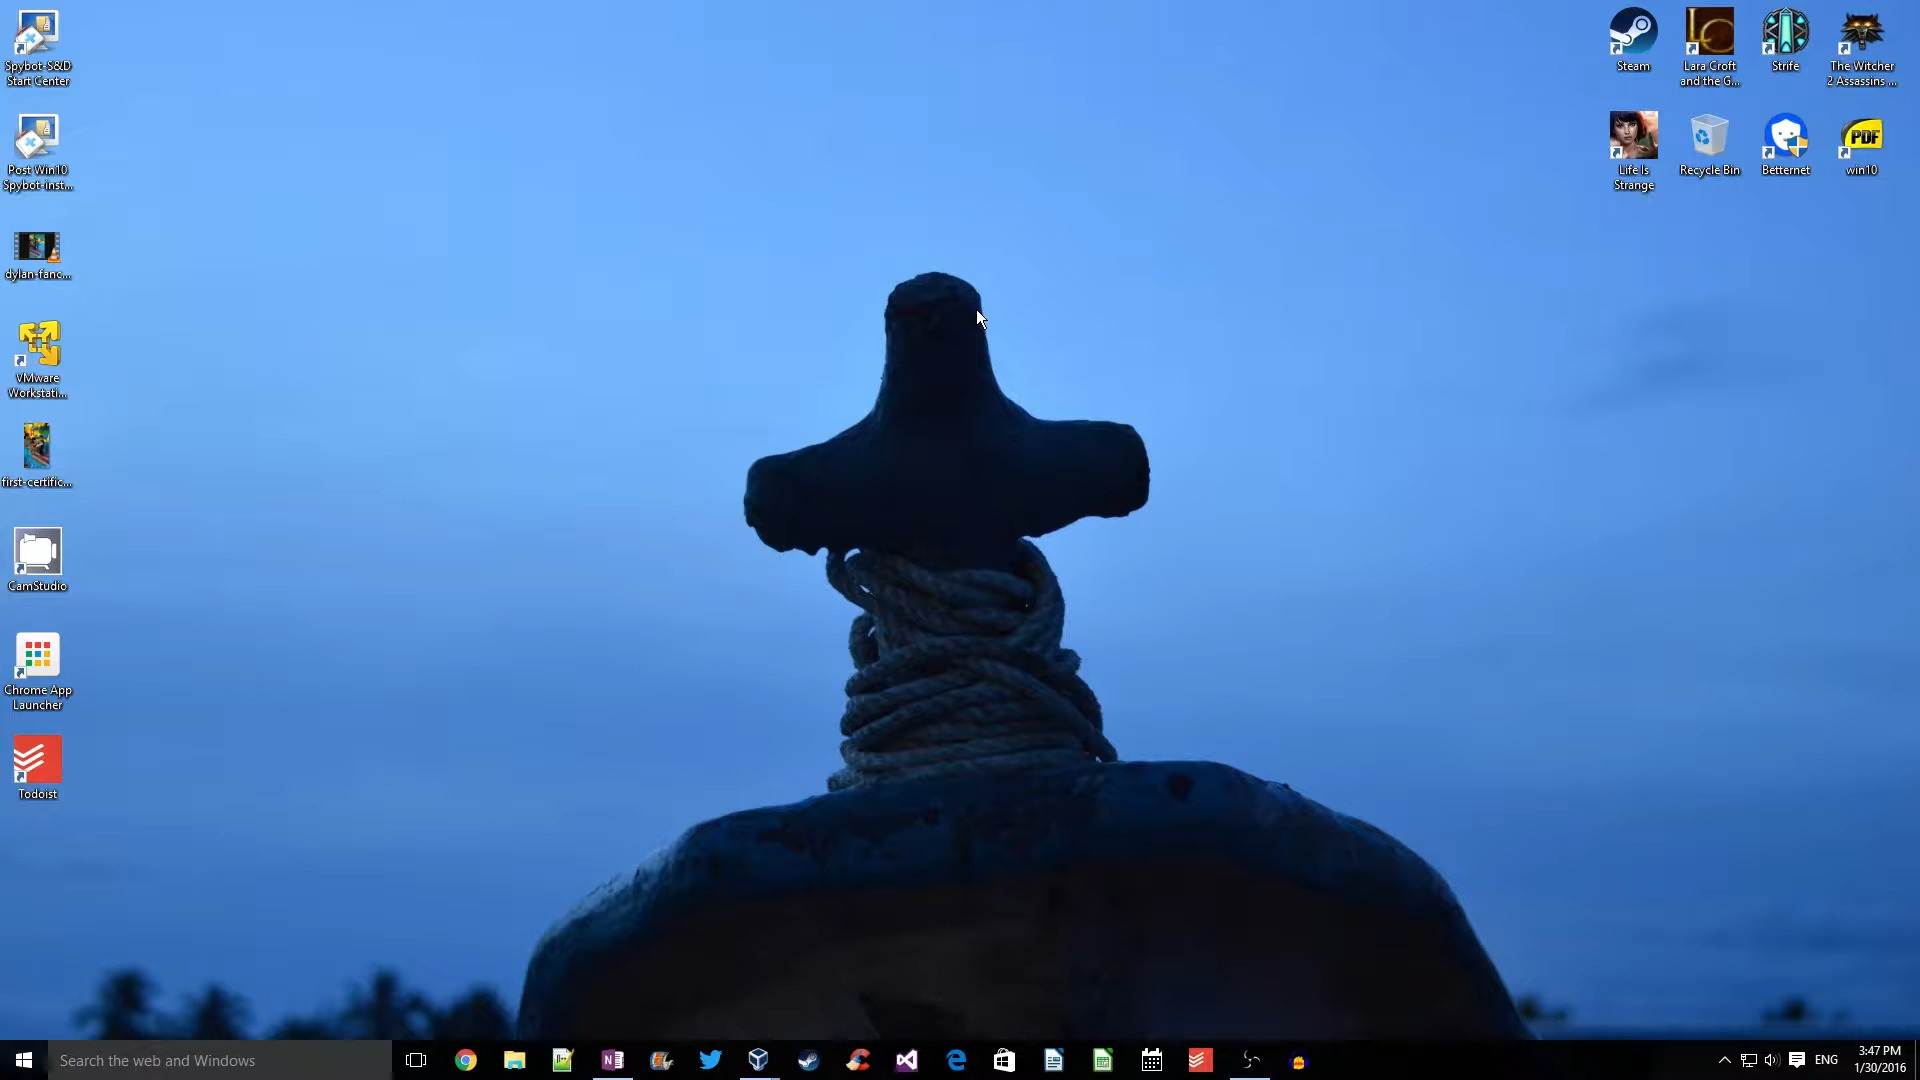 Spybot-S&D
Start Center
Post Win10
Spybot-inst...
dylan-fanc...
VMware
Workstati...
first-certific...
CamStudio
Chrome App
Launcher
Todoist
Steam
Lara Croft
and the G...
Strife
The Witcher
2 Assassins ...
Life Is
Strange
Recycle Bin
Betternet
PDF
win10
Search the web and Windows
ENG
3:47 PM
1/30/2016